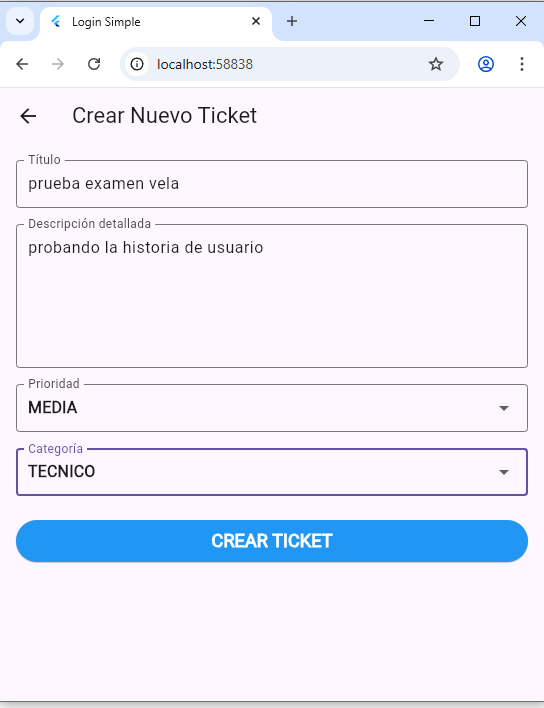 Login Simple
localhost:58838
Crear Nuevo Ticket
Título
prueba examen vela
Descripción detallada
probando la historia de usuario
Prioridad
MEDIA
Categoría
TECNICO
CREAR TICKET